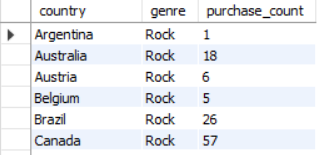 country genre purchase_count
Argentina Rock 1
Australia Rock 18
Austria Rock 6
Belgium Rock 5
Brazil Rock 26
Canada Rock 57